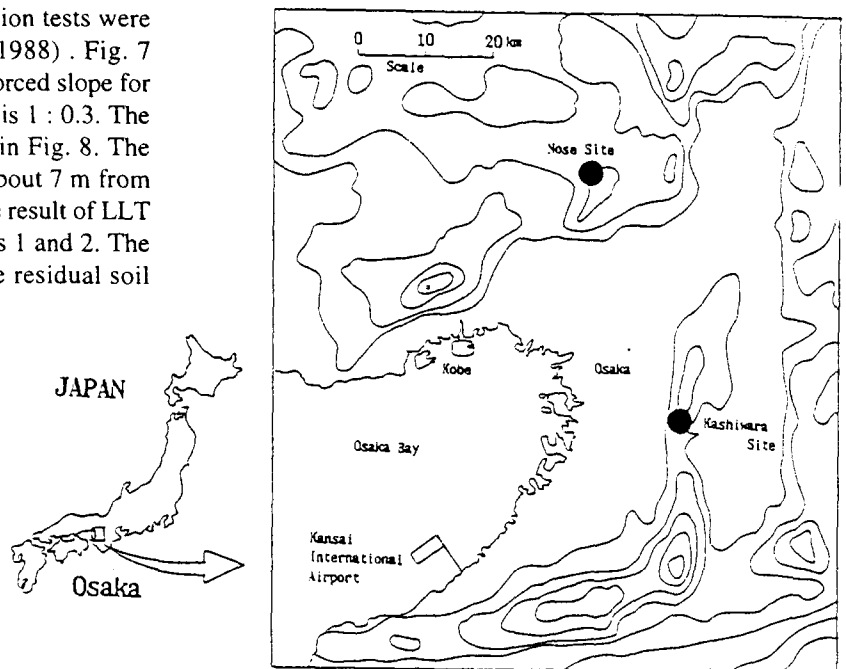 ion tests were
1988) . Fig. 7
orced slope for
is 1 : 0.3. The
in Fig. 8. The
bout 7 m from
e result of LLT
s 1 and 2. The
e residual soil
0 10 20 km
Scale
Nose Site
Kobe
Osaka
Kashiwara
Site
Osaka Bay
Kansai
International
Airport
JAPAN
Osaka